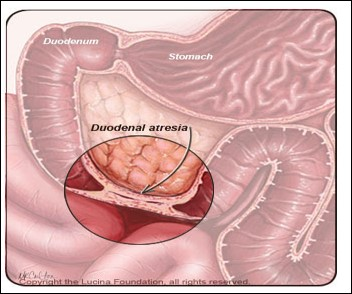 Duodenum
Stomach
Duodenal atresia
Copyright the Lucina Foundation, all rights reserved.